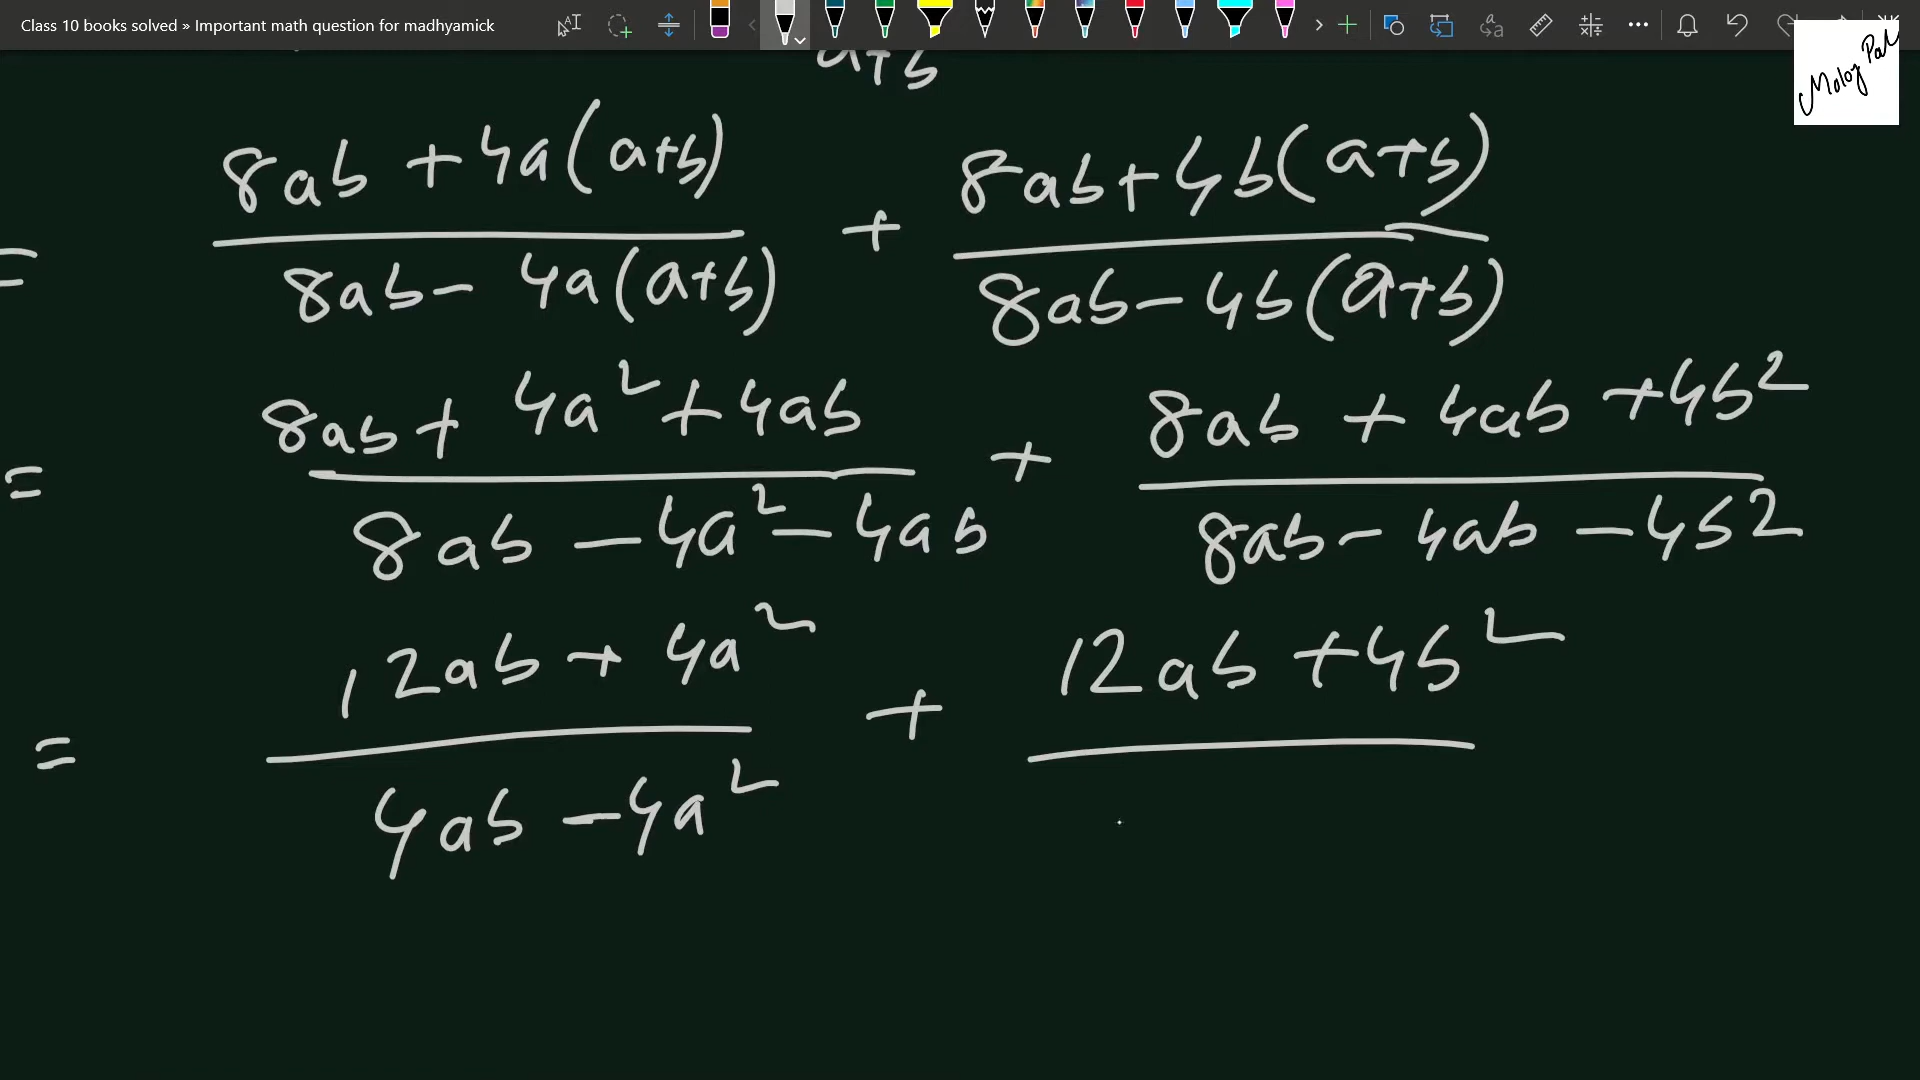 Class 10 books solved » Important math question for madhyamick
Moloy Pal
a+b
= 8ab + 4a(a+b) / 8ab - 4a(a+b) + 8ab + 4b(a+b) / 8ab - 4b(a+b)
= 8ab + 4a² + 4ab / 8ab - 4a² - 4ab + 8ab + 4ab + 4b² / 8ab - 4ab - 4b²
= 12ab + 4a² / 4ab - 4a² + 12ab + 4b² /